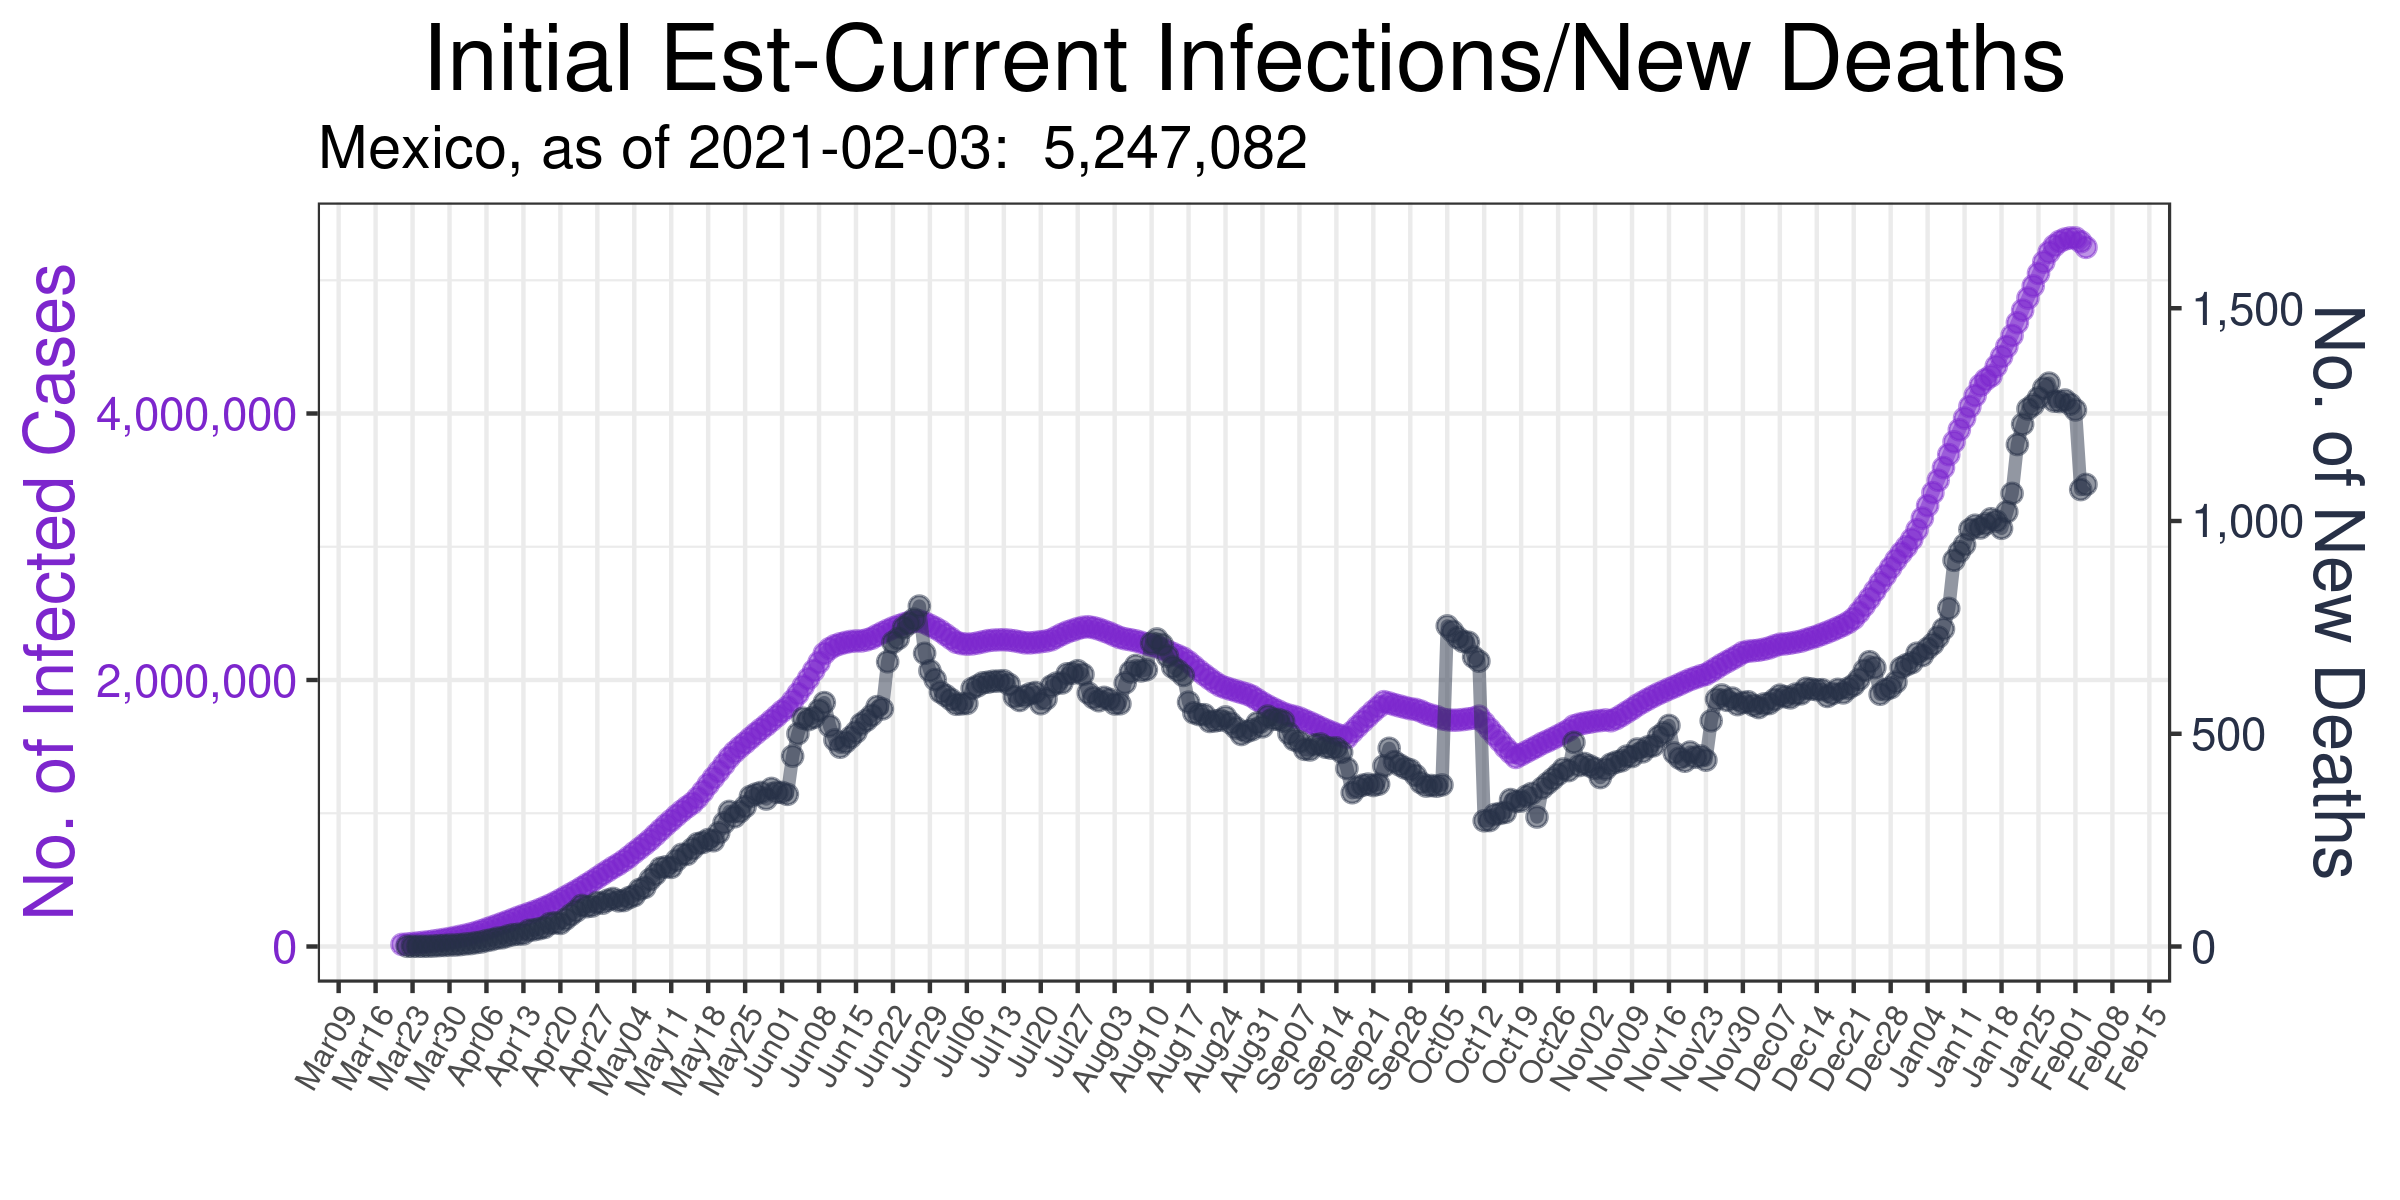 Initial Est-Current Infections/New Deaths
Mexico, as of 2021-02-03:  5,247,082
No. of Infected Cases
4,000,000
2,000,000
0
1,500
1,000
500
0
No. of New Deaths
Mar09
Mar16
Mar23
Mar30
Apr06
Apr13
Apr20
Apr27
May04
May11
May18
May25
Jun01
Jun08
Jun15
Jun22
Jun29
Jul06
Jul13
Jul20
Jul27
Aug03
Aug10
Aug17
Aug24
Aug31
Sep07
Sep14
Sep21
Sep28
Oct05
Oct12
Oct19
Oct26
Nov02
Nov09
Nov16
Nov23
Nov30
Dec07
Dec14
Dec21
Dec28
Jan04
Jan11
Jan18
Jan25
Feb01
Feb08
Feb15